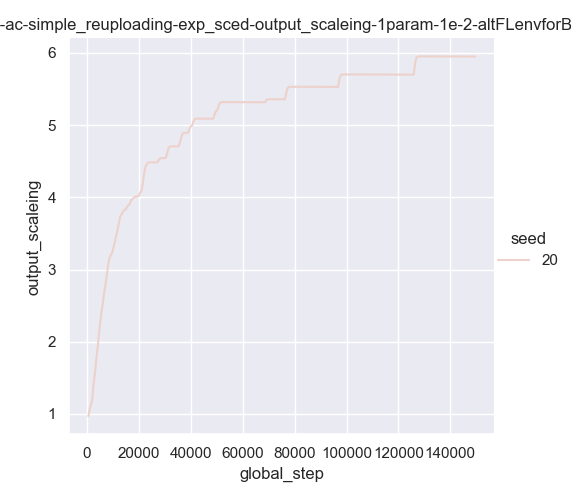 -ac-simple_reuploading-exp_sced-output_scaleing-1param-1e-2-altFLenvforB
6
5
4
3
2
1
output_scaleing
0 20000 40000 60000 80000 100000 120000 140000
global_step
seed
20